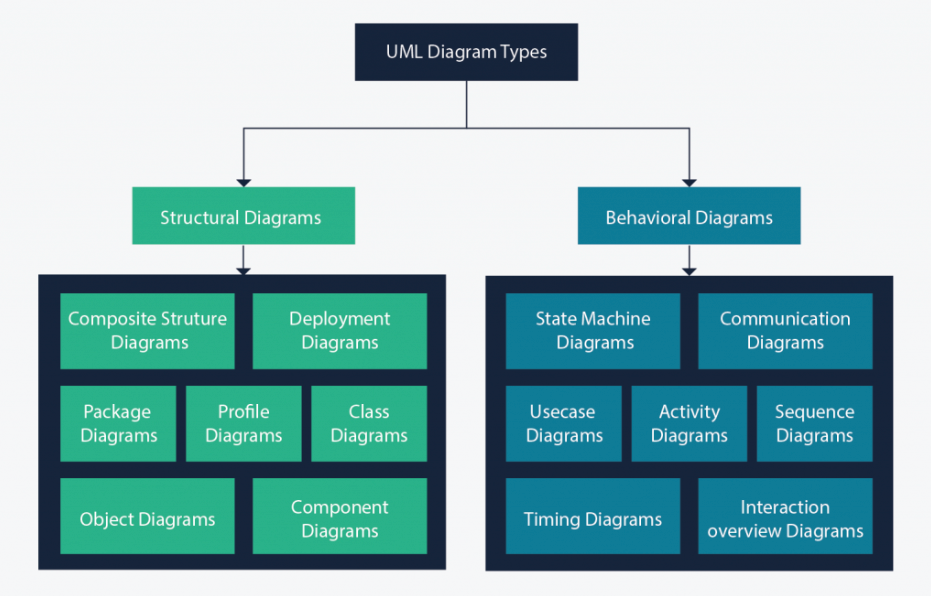 UML Diagram Types
Structural Diagrams
Behavioral Diagrams
Composite Struture
Diagrams
Deployment
Diagrams
Package
Diagrams
Profile
Diagrams
Class
Diagrams
Object Diagrams
Component
Diagrams
State Machine
Diagrams
Communication
Diagrams
Usecase
Diagrams
Activity
Diagrams
Sequence
Diagrams
Timing Diagrams
Interaction
overview Diagrams